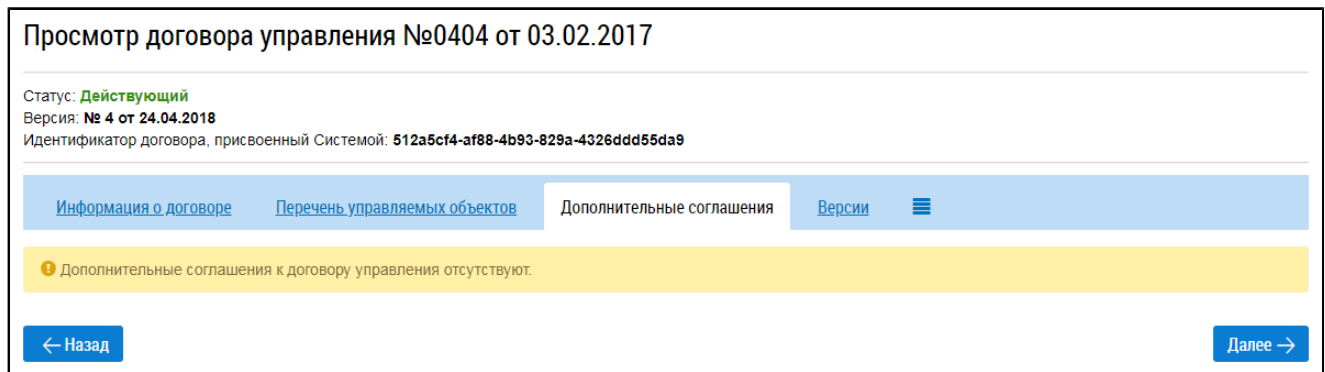 Просмотр договора управления №0404 от 03.02.2017
Статус: Действующий
Версия: № 4 от 24.04.2018
Идентификатор договора, присвоенный Системой: 512a5cf4-af88-4b93-829a-4326ddd55da9
Информация о договоре Перечень управляемых объектов Дополнительные соглашения Версии
Дополнительные соглашения к договору управления отсутствуют.
Назад Далее